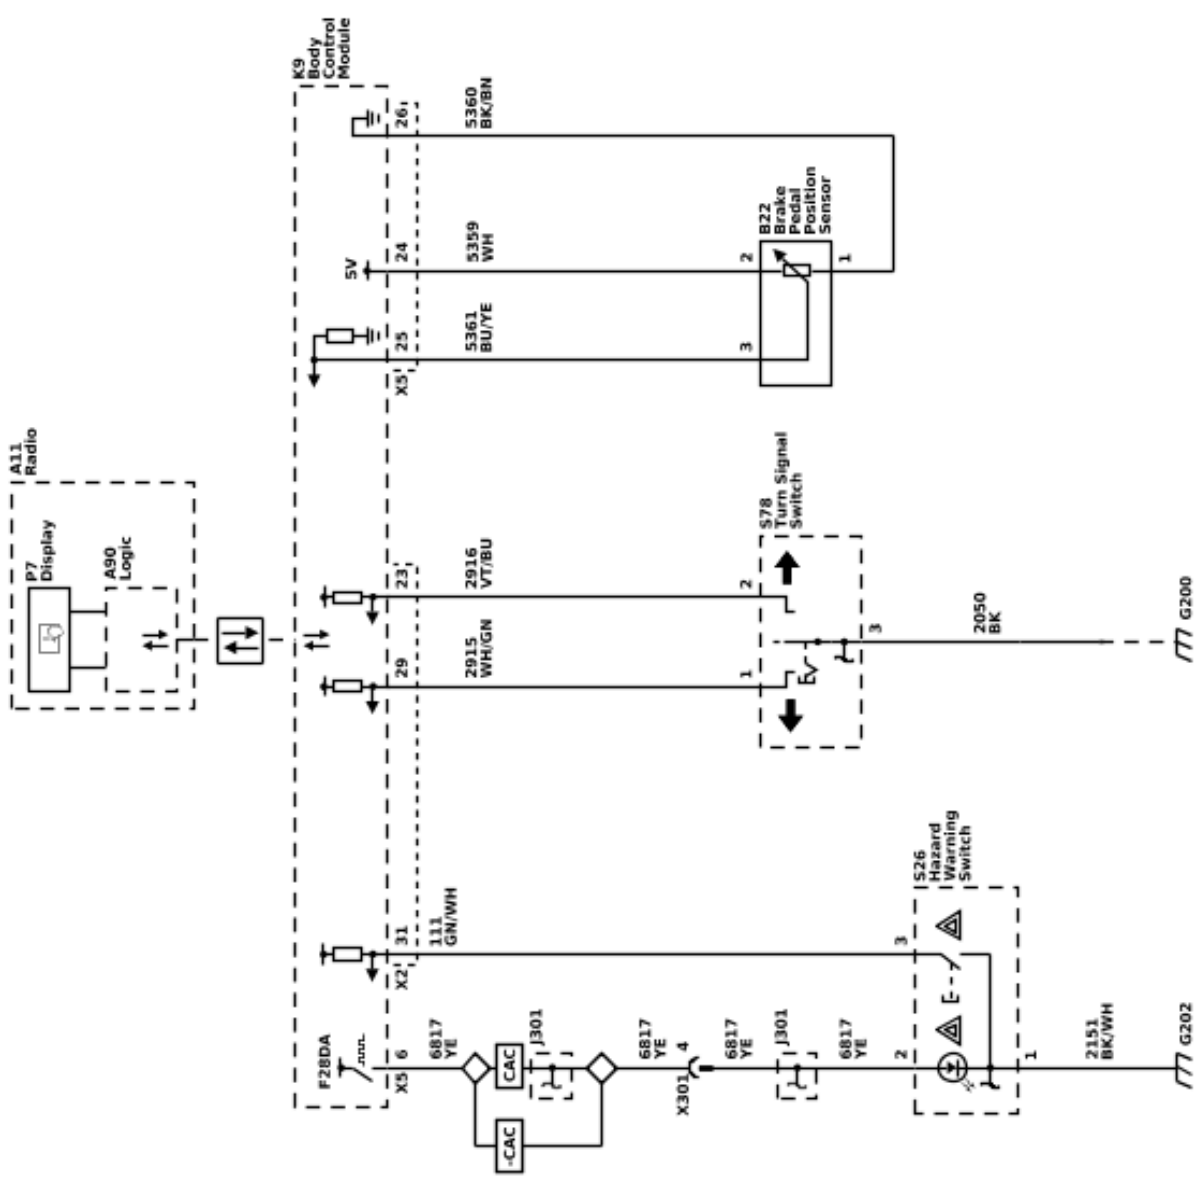 A11
Radio
P7
Display
A90
Logic
K9
Body
Control
Module
F28DA
5V
X5
6
X2
31
29
23
X5
25
24
26
6817
YE
111
GN/WH
2915
WH/GN
2916
VT/BU
5361
BU/YE
5359
WH
5360
BK/BN
-CAC
CAC
J301
6817
YE
X301
4
6817
YE
J301
6817
YE
1
2
S78
Turn Signal
Switch
3
2050
BK
G200
3
2
B22
Brake
Pedal
Position
Sensor
1
2
3
S26
Hazard
Warning
Switch
1
2151
BK/WH
G202